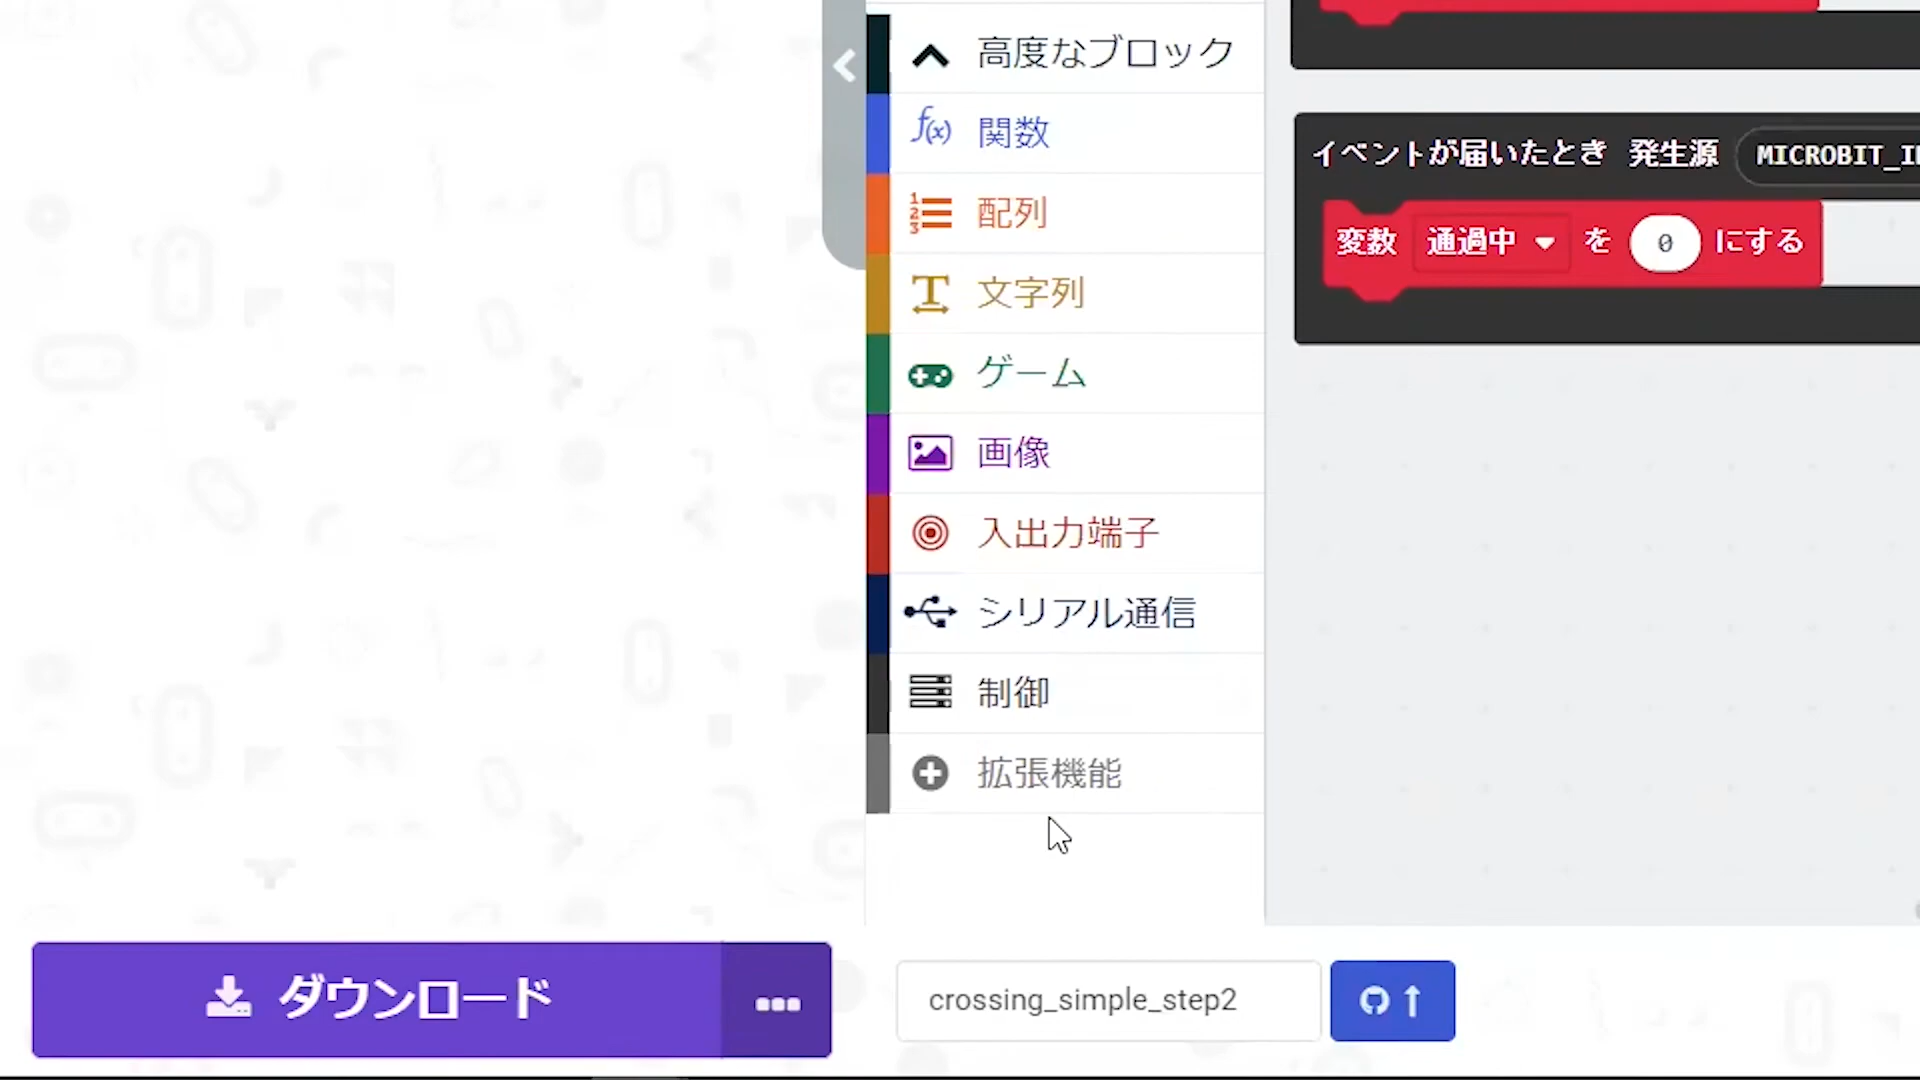 高度なブロック
関数
配列
文字列
ゲーム
画像
入出力端子
シリアル通信
制御
拡張機能
イベントが届いたとき 発生源
変数 通過中 を 0 にする
ダウンロード
crossing_simple_step2